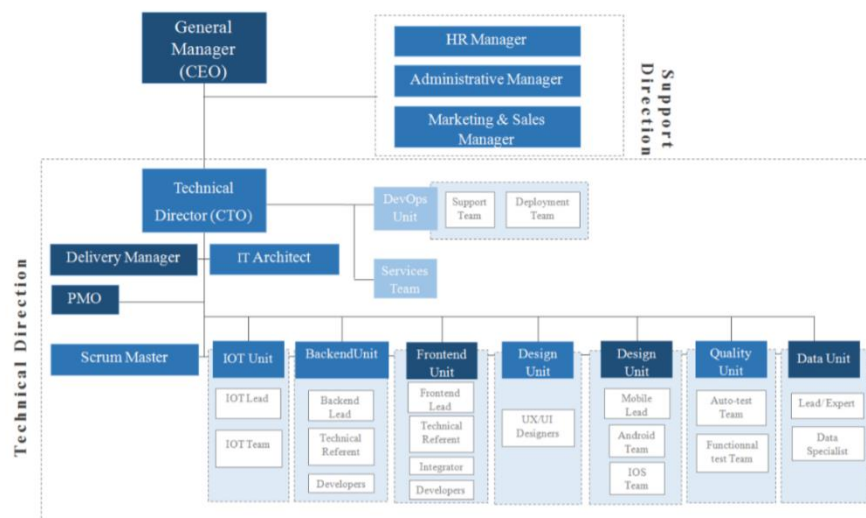 General
Manager
(CEO)
HR Manager
Administrative Manager
Marketing & Sales
Manager
Support
Direction
Technical Direction
Technical
Director (CTO)
DevOps
Unit
Support
Team
Deployment
Team
Delivery Manager
IT Architect
Services
Team
PMO
Scrum Master
IOT Unit
IOT Lead
IOT Team
BackendUnit
Backend
Lead
Technical
Referent
Developers
Frontend
Unit
Frontend
Lead
Technical
Referent
Integrator
Developers
Design
Unit
UX/UI
Designers
Design
Unit
Mobile
Lead
Android
Team
IOS
Team
Quality
Unit
Auto-test
Team
Functionnal
test Team
Data Unit
Lead/Expert
Data
Specialist